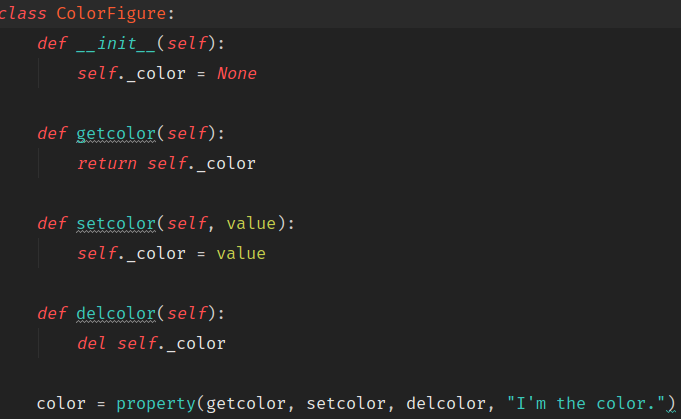 class ColorFigure:
def __init__(self):
self._color = None
def getcolor(self):
return self._color
def setcolor(self, value):
self._color = value
def delcolor(self):
del self._color
color = property(getcolor, setcolor, delcolor, "I'm the color.")